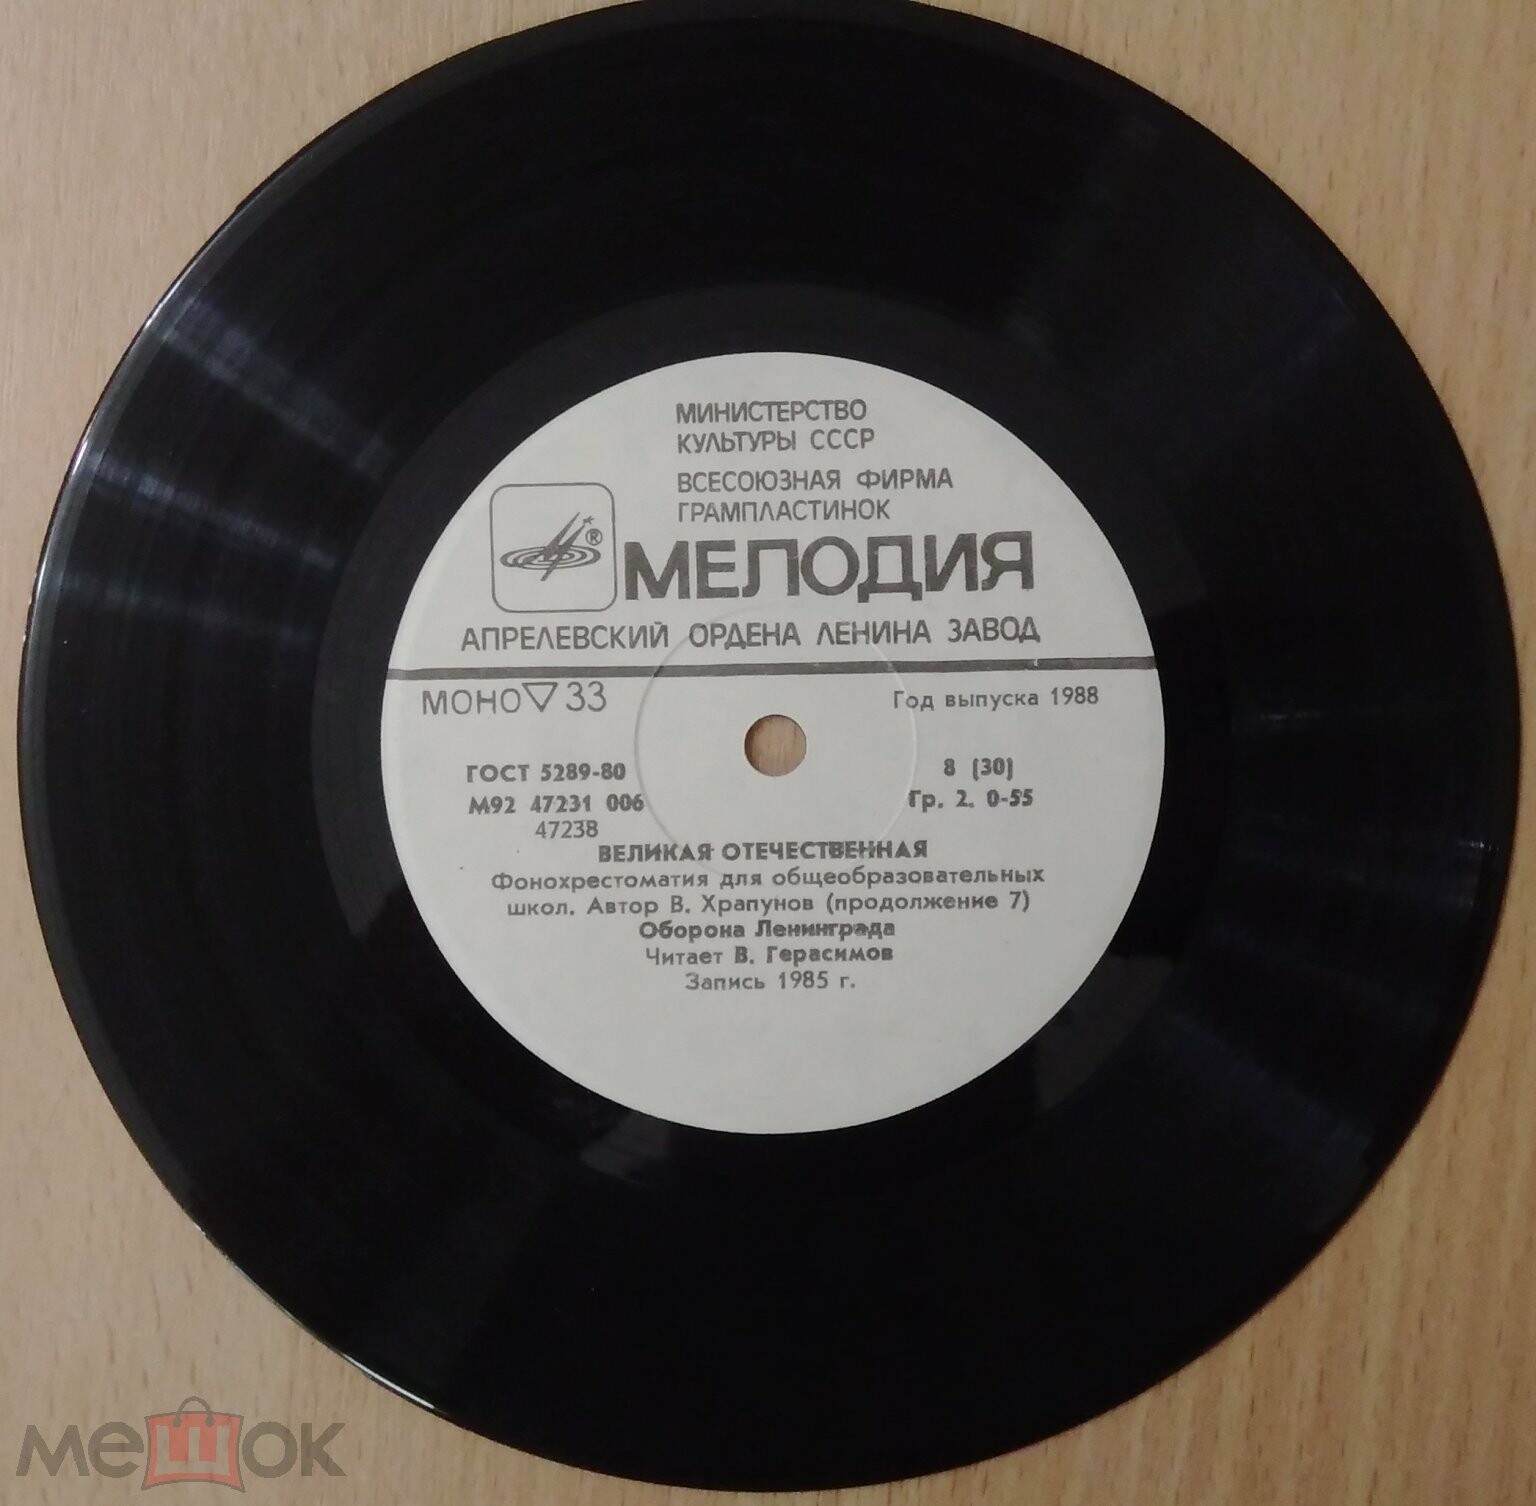 МИНИСТЕРСТВО
КУЛЬТУРЫ СССР
ВСЕСОЮЗНАЯ ФИРМА
ГРАМПЛАСТИНОК
®
МЕЛОДИЯ
АПРЕЛЕВСКИЙ ОРДЕНА ЛЕНИНА ЗАВОД
МОНО ▽ 33
Год выпуска 1988
ГОСТ 5289-80
8 (30)
М92 47231 006
Гр. 2. 0-55
47238
ВЕЛИКАЯ ОТЕЧЕСТВЕННАЯ
Фонохрестоматия для общеобразовательных
школ. Автор В. Храпунов (продолжение 7)
Оборона Ленинграда
Читает В. Герасимов
Запись 1985 г.
мешок